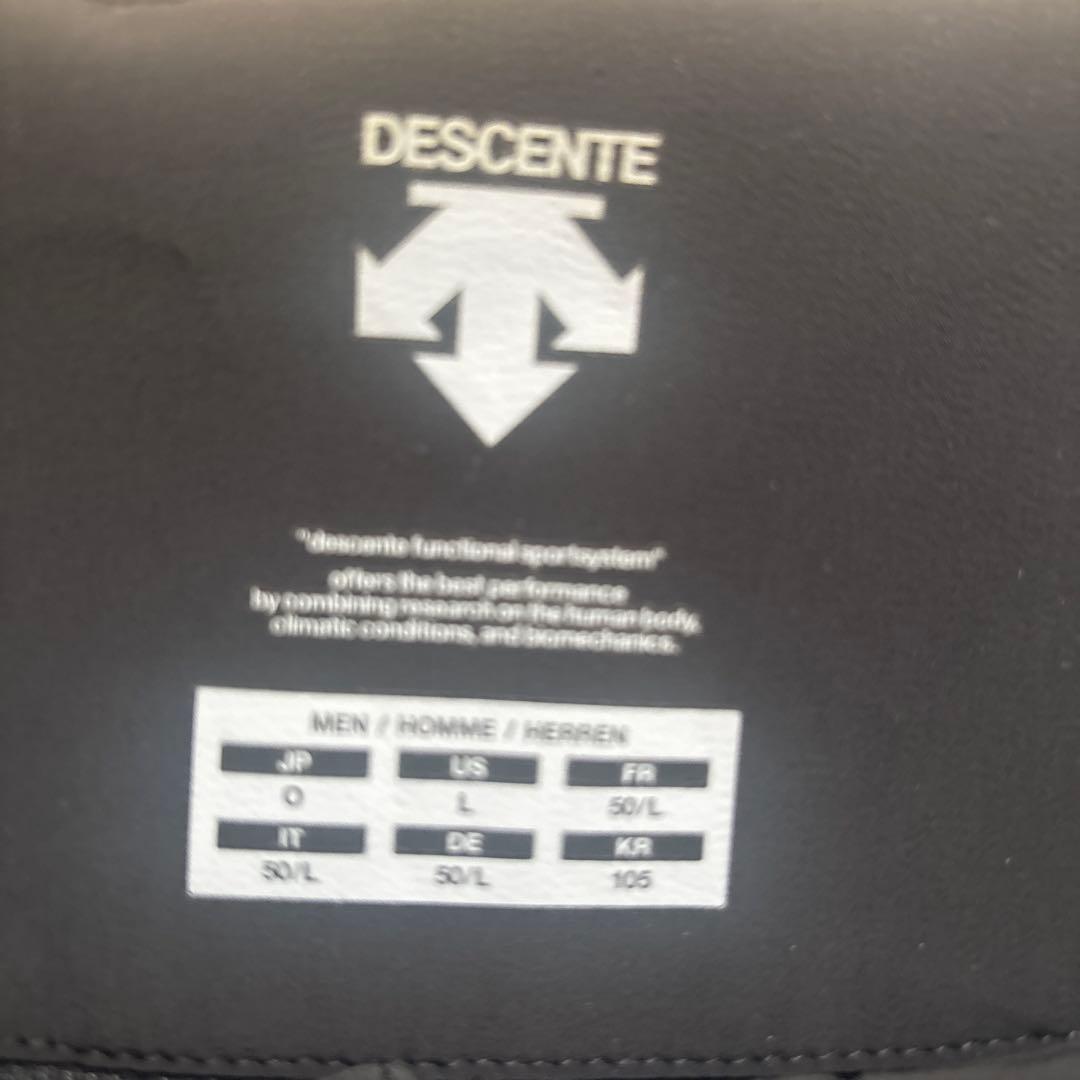 DESCENTE
"descente functional sportsystem"
offers the best performance
by combining research on the human body,
climatic conditions, and biomechanics.
MEN / HOMME / HERREN
JP US FR
O L 50/L
IT DE KR
50/L 50/L 105